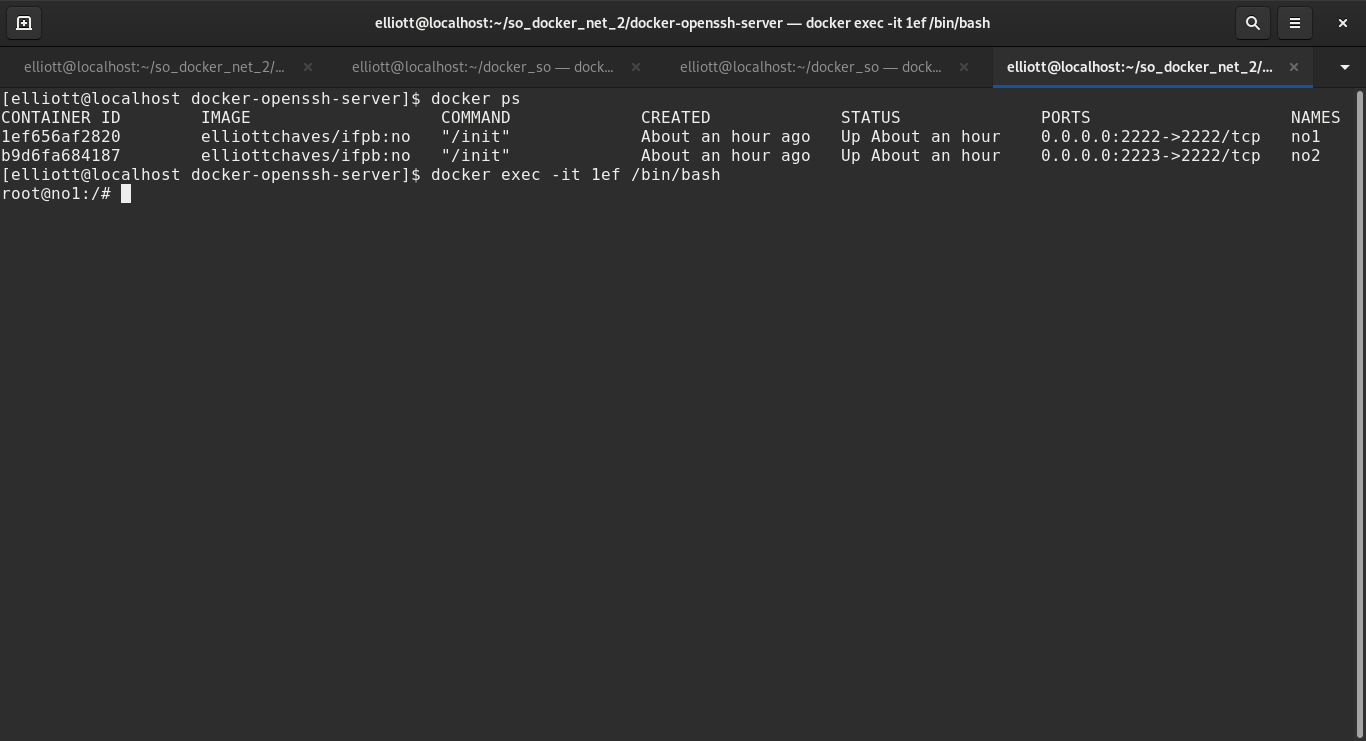 elliott@localhost:~/so_docker_net_2/docker-openssh-server — docker exec -it 1ef /bin/bash
elliott@localhost:~/so_docker_net_2/... elliott@localhost:~/docker_so — dock... elliott@localhost:~/docker_so — dock... elliott@localhost:~/so_docker_net_2/...
[elliott@localhost docker-openssh-server]$ docker ps
CONTAINER ID        IMAGE                   COMMAND             CREATED             STATUS              PORTS                    NAMES
1ef656af2820        elliottchaves/ifpb:no   "/init"             About an hour ago   Up About an hour    0.0.0.0:2222->2222/tcp   no1
b9d6fa684187        elliottchaves/ifpb:no   "/init"             About an hour ago   Up About an hour    0.0.0.0:2223->2222/tcp   no2
[elliott@localhost docker-openssh-server]$ docker exec -it 1ef /bin/bash
root@no1:/#